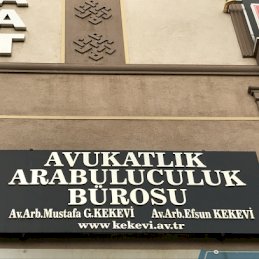 AVUKATLIK
ARABULUCULUK
BÜROSU
Av.Arb.Mustafa G.KEKEVİ Av.Arb.Efsun KEKEVİ
www.kekevi.av.tr